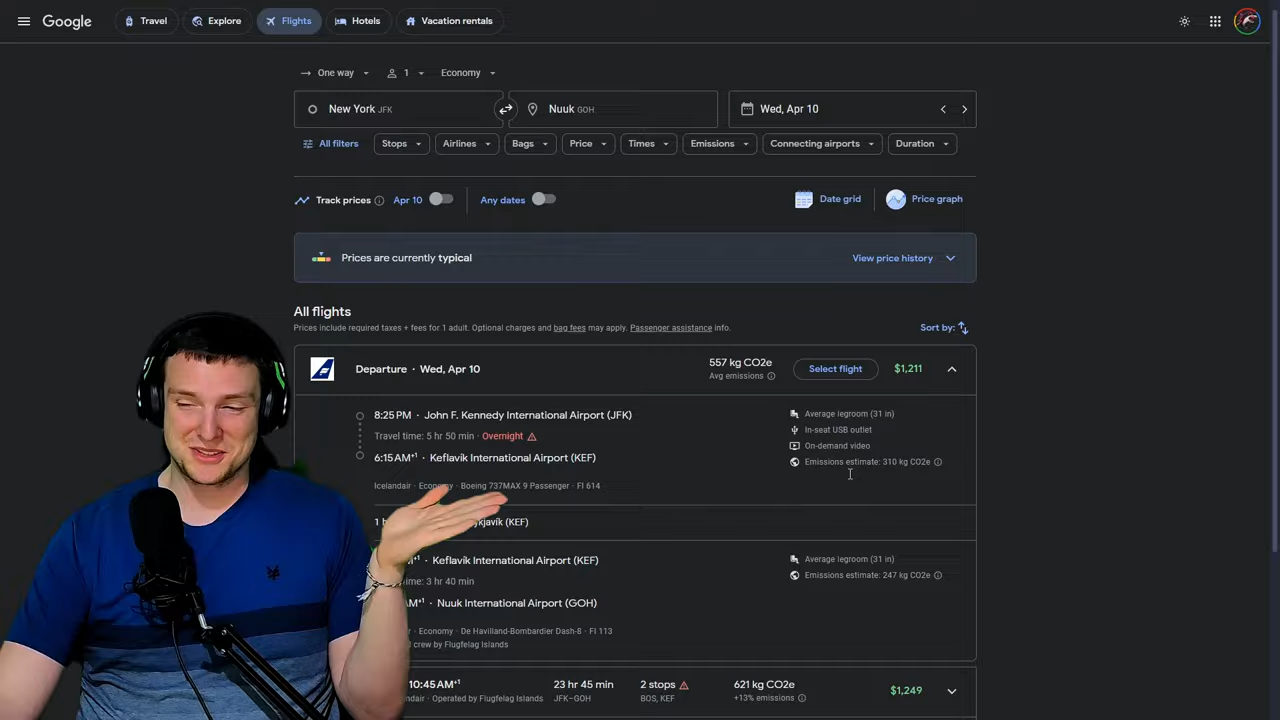 Google Travel Explore Flights Hotels Vacation rentals
One way 1 Economy
New York JFK Nuuk GOH Wed, Apr 10
All filters Stops Airlines Bags Price Times Emissions Connecting airports Duration
Track prices Apr 10 Any dates Date grid Price graph
Prices are currently typical View price history
All flights
Prices include required taxes + fees for 1 adult. Optional charges and bag fees may apply. Passenger assistance info. Sort by:
Departure · Wed, Apr 10 557 kg CO2e Select flight $1,211
Avg emissions
8:25 PM · John F. Kennedy International Airport (JFK) Average legroom (31 in)
Travel time: 5 hr 50 min · Overnight In-seat USB outlet
6:15 AM+1 · Keflavík International Airport (KEF) On-demand video
Emissions estimate: 310 kg CO2e
Icelandair · Economy · Boeing 737MAX 9 Passenger · FI 614
(KEF)
Keflavík International Airport (KEF) Average legroom (31 in)
3 hr 40 min Emissions estimate: 247 kg CO2e
Nuuk International Airport (GOH)
Economy · De Havilland-Bombardier Dash-8 · FI 113
crew by Flugfelag Islands
10:45 AM+1 23 hr 45 min 2 stops 621 kg CO2e $1,249
Operated by Flugfelag Islands JFK–GOH BOS, KEF +13% emissions